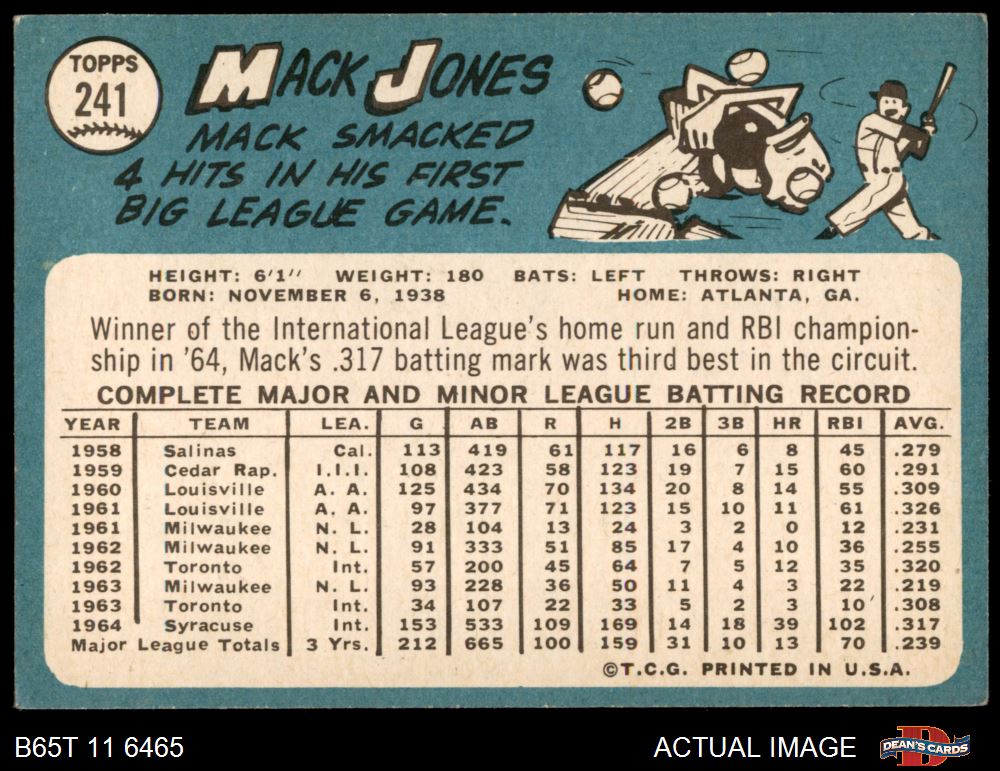 TOPPS
241
MACK JONES
MACK SMACKED
4 HITS IN HIS FIRST
BIG LEAGUE GAME.
HEIGHT: 6'1" WEIGHT: 180 BATS: LEFT THROWS: RIGHT
BORN: NOVEMBER 6, 1938 HOME: ATLANTA, GA.
Winner of the International League's home run and RBI champion-
ship in '64, Mack's .317 batting mark was third best in the circuit.
COMPLETE MAJOR AND MINOR LEAGUE BATTING RECORD
YEAR TEAM LEA. G AB R H 2B 3B HR RBI AVG.
1958 Salinas Cal. 113 419 61 117 16 6 8 45 .279
1959 Cedar Rap. I.I.I. 108 423 58 123 19 7 15 60 .291
1960 Louisville A. A. 125 434 70 134 20 8 14 55 .309
1961 Louisville A. A. 97 377 71 123 15 10 11 61 .326
1961 Milwaukee N. L. 28 104 13 24 3 2 0 12 .231
1962 Milwaukee N. L. 91 333 51 85 17 4 10 36 .255
1962 Toronto Int. 57 200 45 64 7 5 12 35 .320
1963 Milwaukee N. L. 93 228 36 50 11 4 3 22 .219
1963 Toronto Int. 34 107 22 33 5 2 3 10 .308
1964 Syracuse Int. 153 533 109 169 14 18 39 102 .317
Major League Totals 3 Yrs. 212 665 100 159 31 10 13 70 .239
©T.C.G. PRINTED IN U.S.A.
B65T 11 6465 ACTUAL IMAGE DEAN'S CARDS